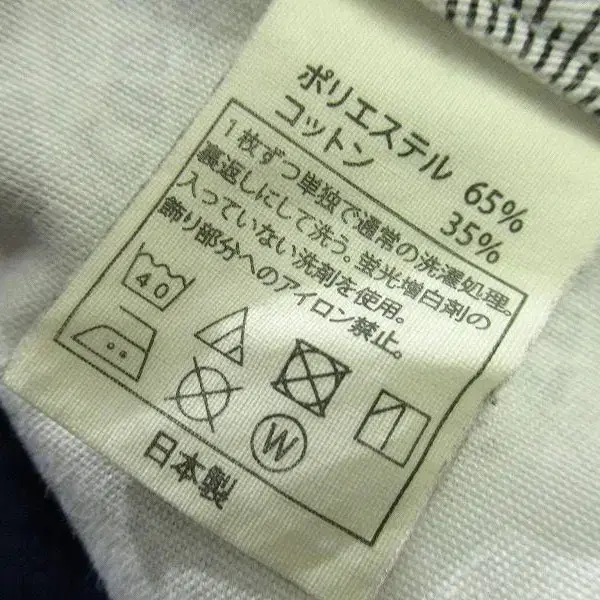 ポリエステル 65%
コットン 35%
1枚ずつ単独で通常の洗濯処理。
裏返しにして洗う。蛍光増白剤の
入っていない洗剤を使用。
飾り部分へのアイロン禁止。
40
W
日本製